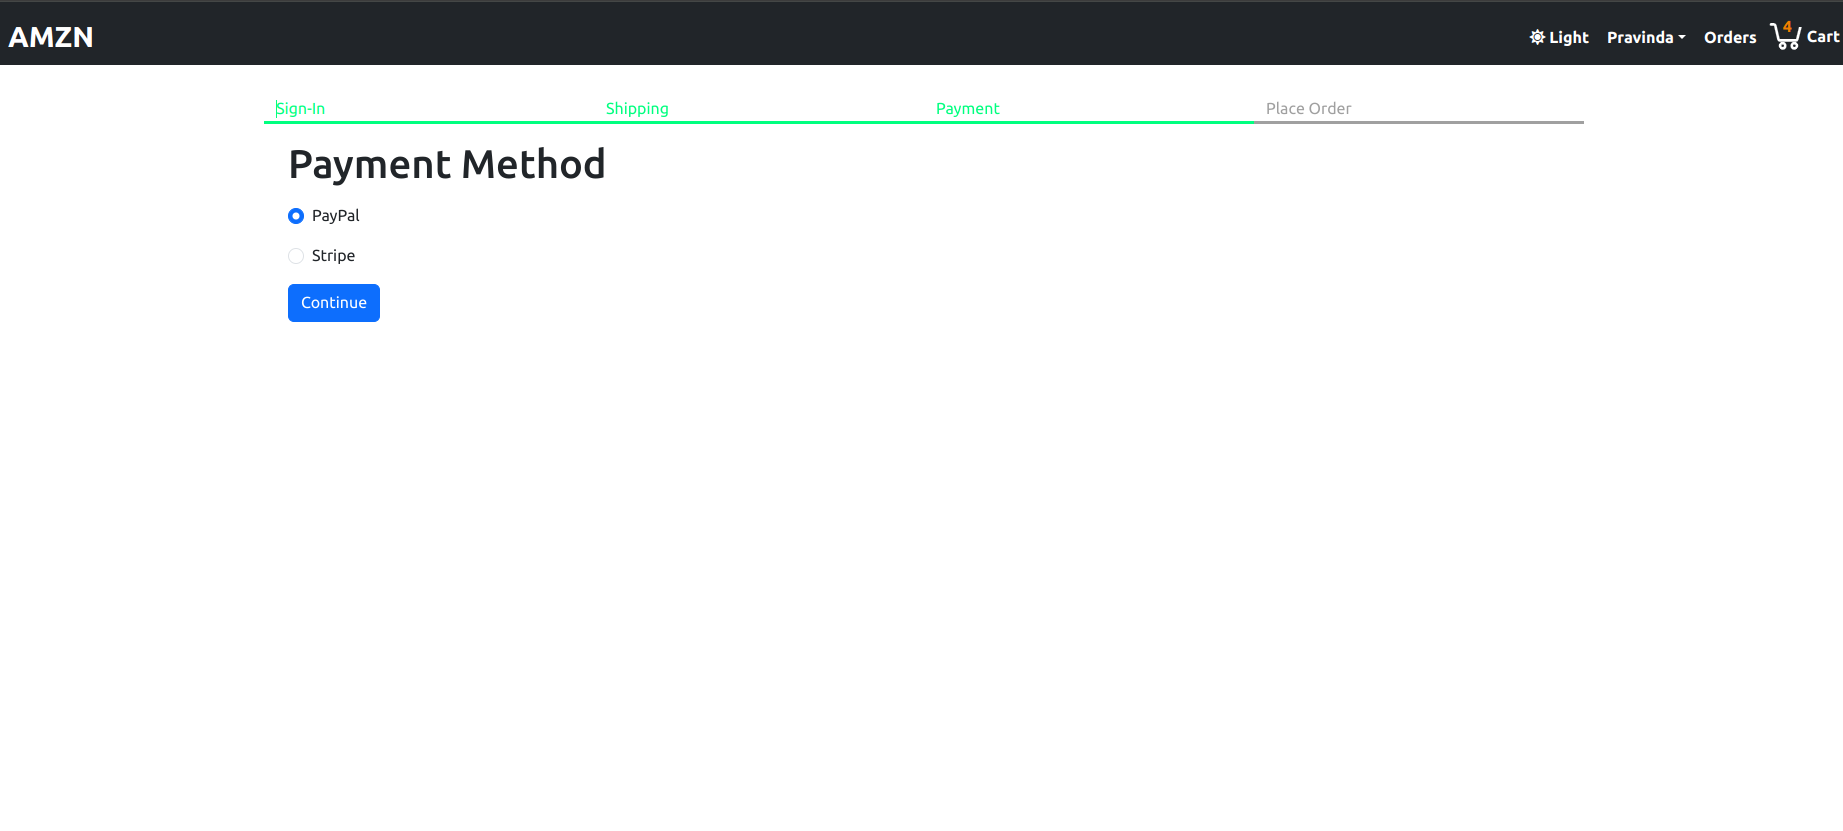 AMZN
Light Pravinda Orders 4 Cart
Sign-In Shipping Payment Place Order
Payment Method
PayPal
Stripe
Continue